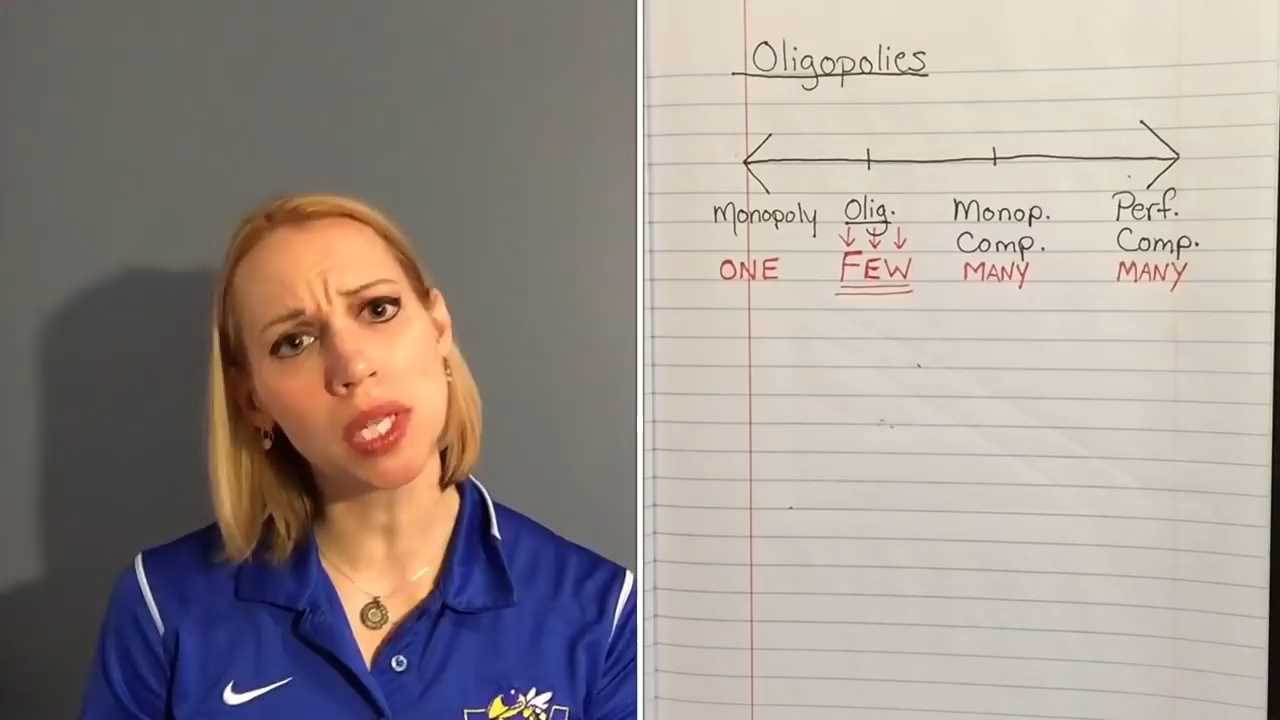 Oligopolies
Monopoly Olig. Monop. Perf.
Comp. Comp.
ONE FEW MANY MANY